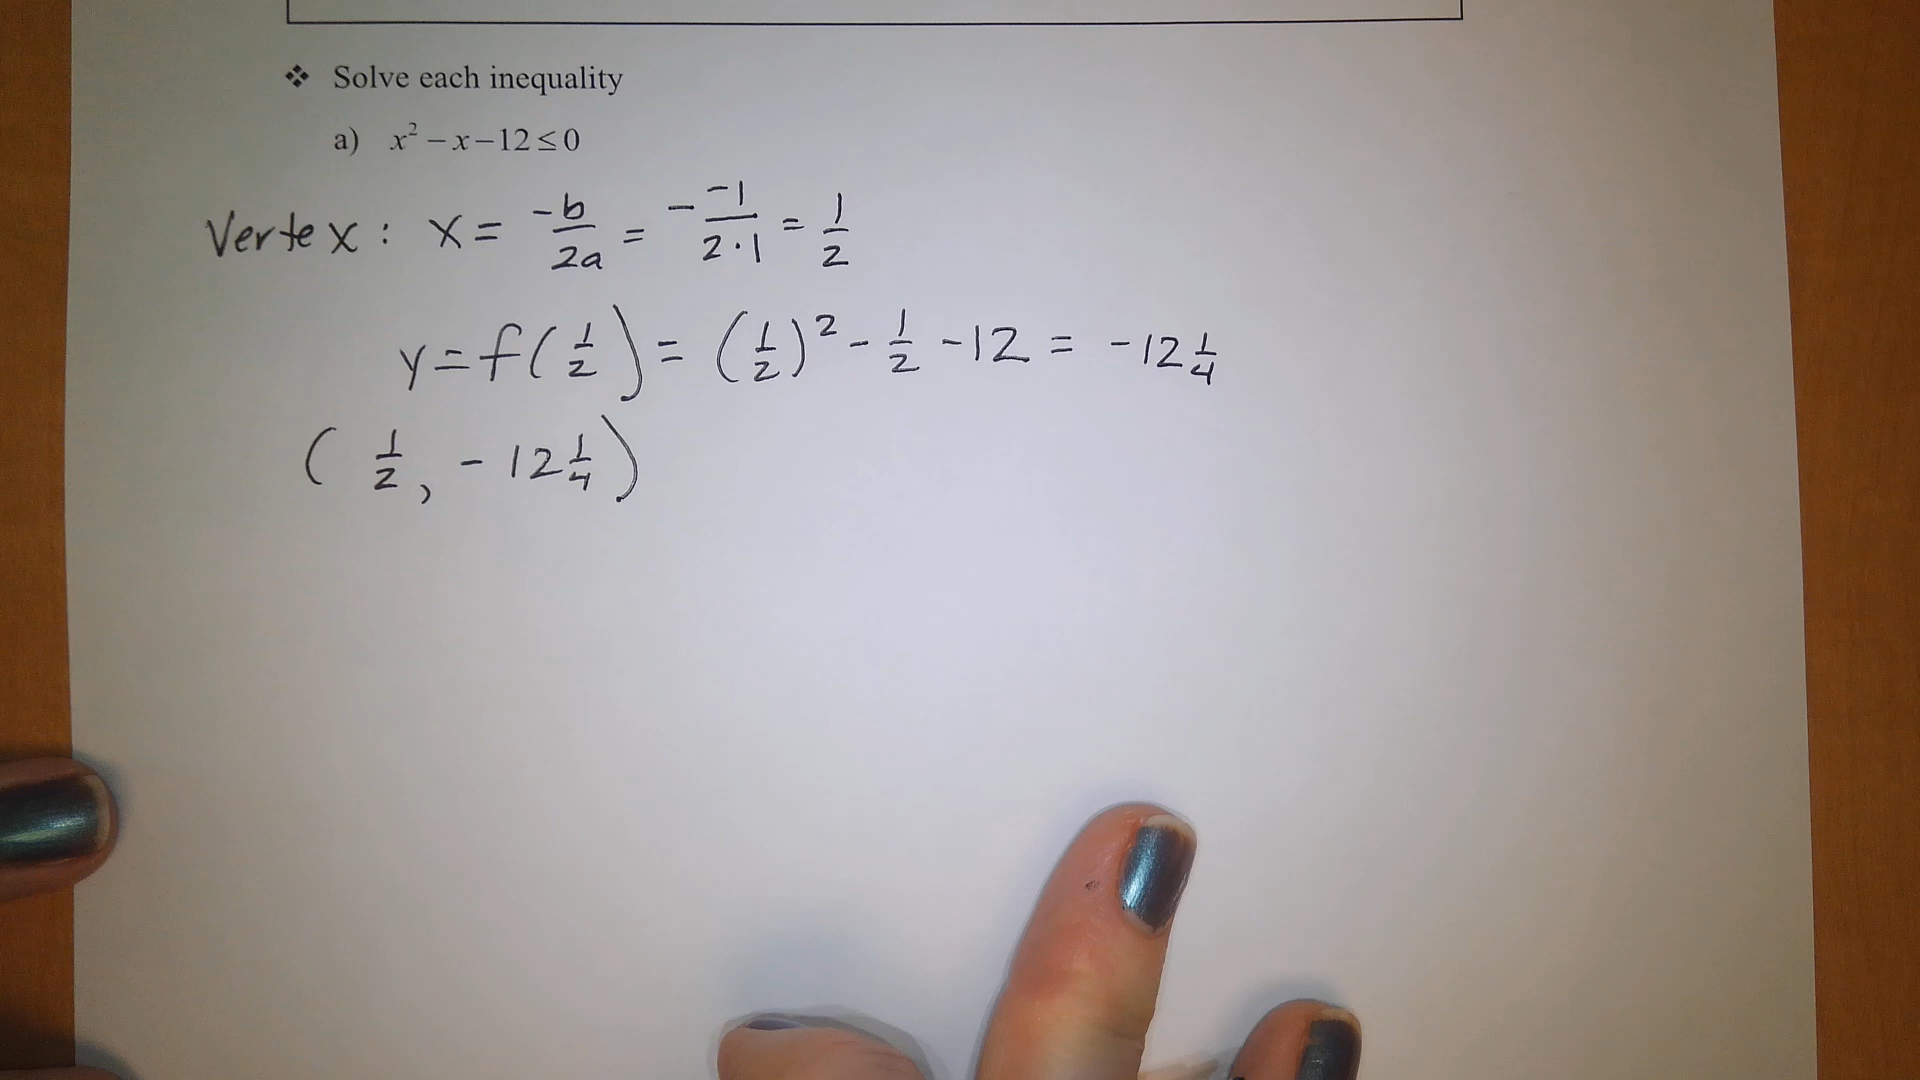 ❖ Solve each inequality
a) x² − x − 12 ≤ 0
Vertex: x = -b/2a = - -1/2·1 = 1/2
y = f(1/2) = (1/2)² - 1/2 - 12 = -12 1/4
(1/2, -12 1/4)